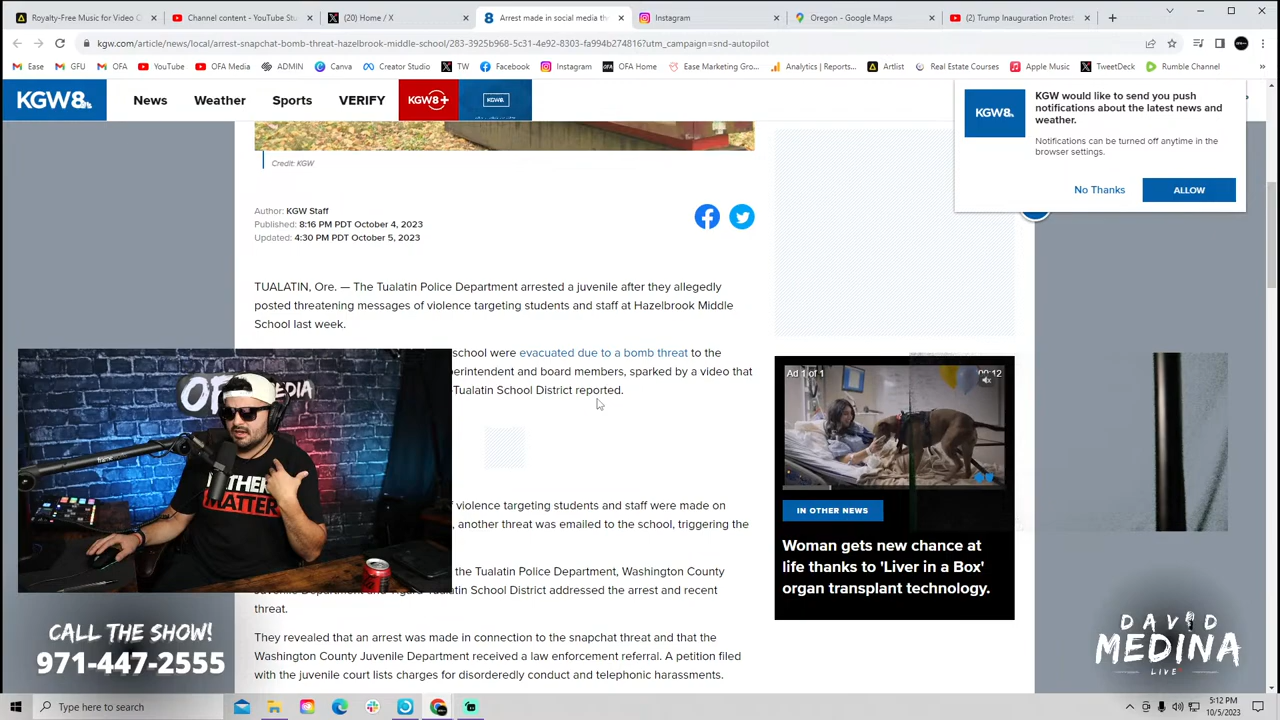 Royalty-Free Music for Video C
Channel content - YouTube Stu
(20) Home / X
Arrest made in social media th
Instagram
Oregon - Google Maps
(2) Trump Inauguration Protest
kgw.com/article/news/local/arrest-snapchat-bomb-threat-hazelbrook-middle-school/283-3925b968-5c31-4e92-8303-fa994b274816?utm_campaign=snd-autopilot
Ease
GFU
OFA
YouTube
OFA Media
ADMIN
Canva
Creator Studio
TW
Facebook
Instagram
OFA Home
Ease Marketing Gro...
Analytics | Reports...
Artlist
Real Estate Courses
Apple Music
TweetDeck
Rumble Channel
KGW8
News
Weather
Sports
VERIFY
KGW8+
KGW8
KGW8
KGW would like to send you push
notifications about the latest news and
weather.
Notifications can be turned off anytime in the
browser settings.
No Thanks
ALLOW
Credit: KGW
Author: KGW Staff
Published: 8:16 PM PDT October 4, 2023
Updated: 4:30 PM PDT October 5, 2023
TUALATIN, Ore. — The Tualatin Police Department arrested a juvenile after they allegedly
posted threatening messages of violence targeting students and staff at Hazelbrook Middle
School last week.
school were evacuated due to a bomb threat to the
perintendent and board members, sparked by a video that
-Tualatin School District reported.
f violence targeting students and staff were made on
, another threat was emailed to the school, triggering the
the Tualatin Police Department, Washington County
Juvenile Department and Tigard-Tualatin School District addressed the arrest and recent
threat.
They revealed that an arrest was made in connection to the snapchat threat and that the
Washington County Juvenile Department received a law enforcement referral. A petition filed
with the juvenile court lists charges for disorderedly conduct and telephonic harassments.
Ad 1 of 1
00:12
IN OTHER NEWS
Woman gets new chance at
life thanks to 'Liver in a Box'
organ transplant technology.
MEDIA
MATTER
CALL THE SHOW!
971-447-2555
DAVID
MEDINA
LIVE
Type here to search
5:12 PM
10/5/2023